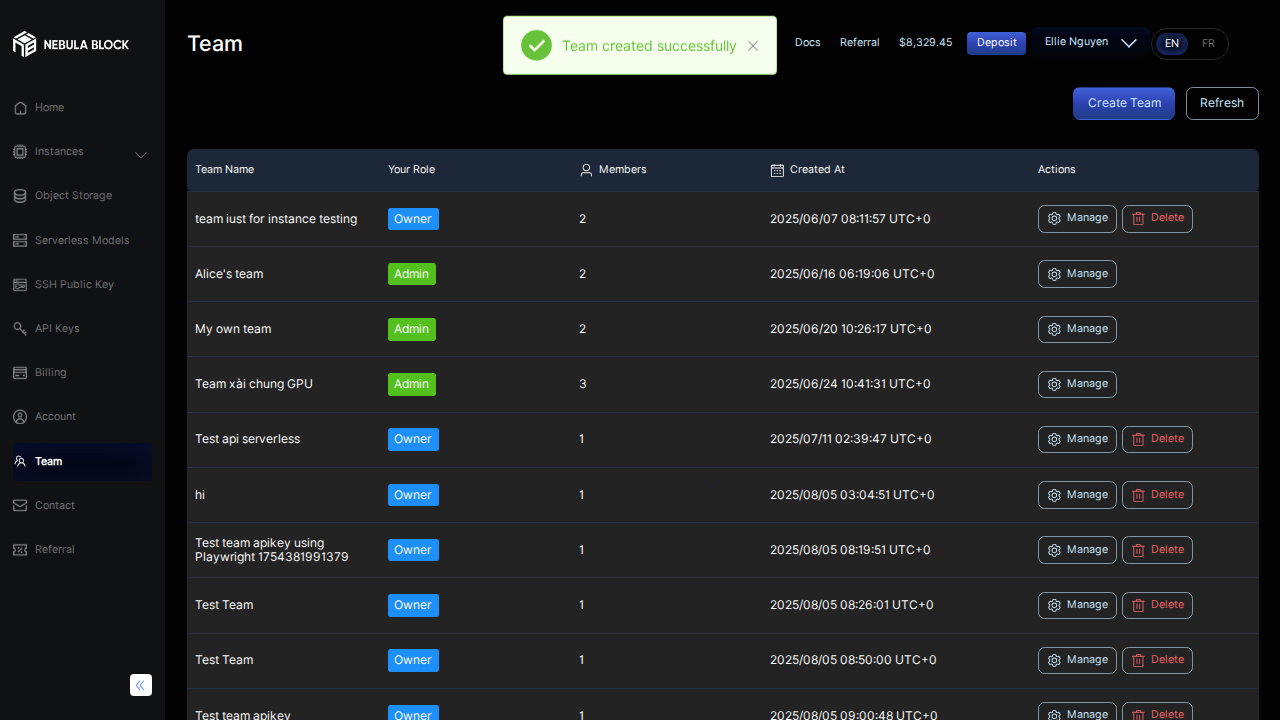 NEBULA BLOCK
Team
Team created successfully
Docs
Referral
$8,329.45
Deposit
Ellie Nguyen
EN
FR
Create Team
Refresh
Home
Instances
Object Storage
Serverless Models
SSH Public Key
API Keys
Billing
Account
Team
Contact
Referral
Team Name Your Role Members Created At Actions
team iust for instance testing Owner 2 2025/06/07 08:11:57 UTC+0 Manage Delete
Alice's team Admin 2 2025/06/16 06:19:06 UTC+0 Manage
My own team Admin 2 2025/06/20 10:26:17 UTC+0 Manage
Team xài chung GPU Admin 3 2025/06/24 10:41:31 UTC+0 Manage
Test api serverless Owner 1 2025/07/11 02:39:47 UTC+0 Manage Delete
hi Owner 1 2025/08/05 03:04:51 UTC+0 Manage Delete
Test team apikey using
Playwright 1754381991379 Owner 1 2025/08/05 08:19:51 UTC+0 Manage Delete
Test Team Owner 1 2025/08/05 08:26:01 UTC+0 Manage Delete
Test Team Owner 1 2025/08/05 08:50:00 UTC+0 Manage Delete
Test team apikey Owner 1 2025/08/05 09:00:48 UTC+0 Manage Delete